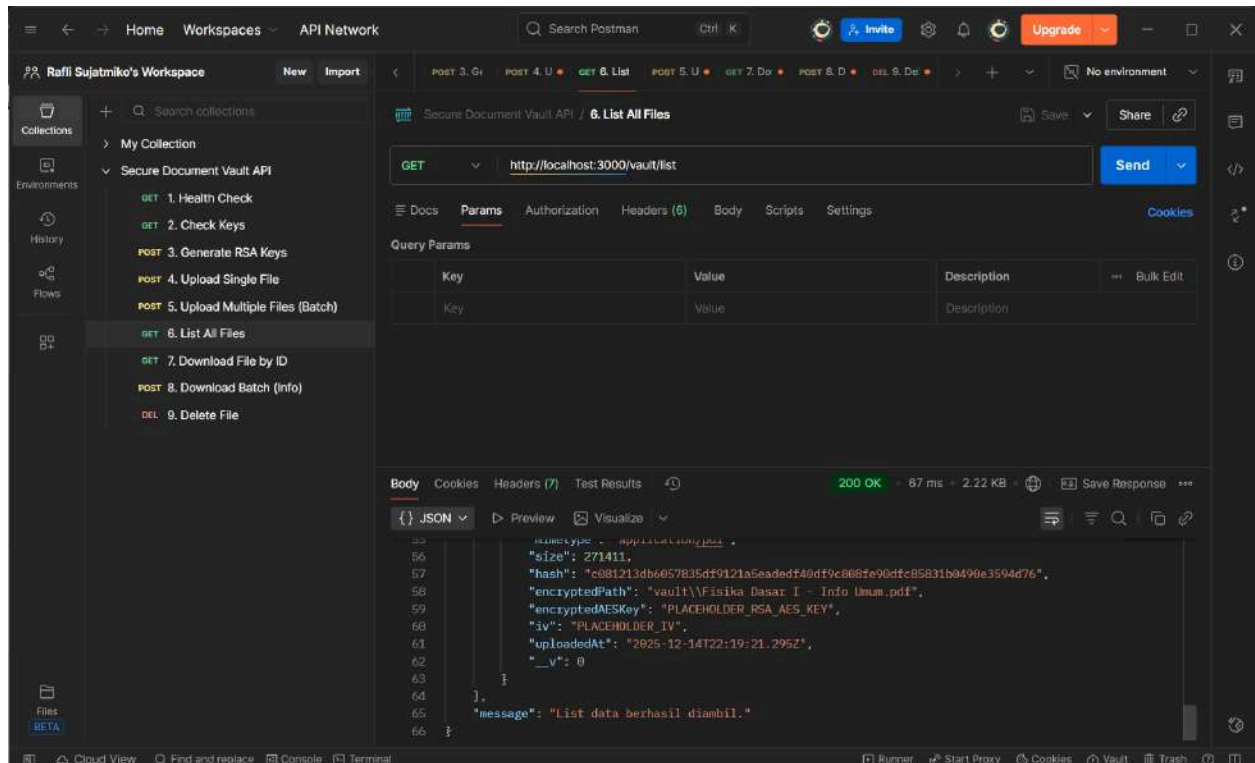 Home Workspaces API Network Search Postman Ctrl K Invite Upgrade
Rafli Sujatmiko's Workspace New Import
POST 3. Ge POST 4. U GET 6. List POST 5. U GET 7. Do POST 8. D DEL 9. Del No environment
Collections
Environments
History
Flows
Files
BETA
Search collections
My Collection
Secure Document Vault API
GET 1. Health Check
GET 2. Check Keys
POST 3. Generate RSA Keys
POST 4. Upload Single File
POST 5. Upload Multiple Files (Batch)
GET 6. List All Files
GET 7. Download File by ID
POST 8. Download Batch (Info)
DEL 9. Delete File
Secure Document Vault API / 6. List All Files Save Share
GET http://localhost:3000/vault/list Send
Docs Params Authorization Headers (6) Body Scripts Settings Cookies
Query Params
Key Value Description Bulk Edit
Key Value Description
Body Cookies Headers (7) Test Results 200 OK 67 ms 2.22 KB Save Response
{} JSON Preview Visualize
55 "mimetype": "application/pdf",
56 "size": 271411,
57 "hash": "c081213db6057835df9121a5eadedf40df9c808fe90dfc85831b0490e3594d76",
58 "encryptedPath": "vault\\Fisika Dasar I - Info Umum.pdf",
59 "encryptedAESKey": "PLACEHOLDER_RSA_AES_KEY",
60 "iv": "PLACEHOLDER_IV",
61 "uploadedAt": "2025-12-14T22:19:21.295Z",
62 "__v": 0
63 }
64 ],
65 "message": "List data berhasil diambil."
66 }
Cloud View Find and replace Console Terminal Runner Start Proxy Cookies Vault Trash